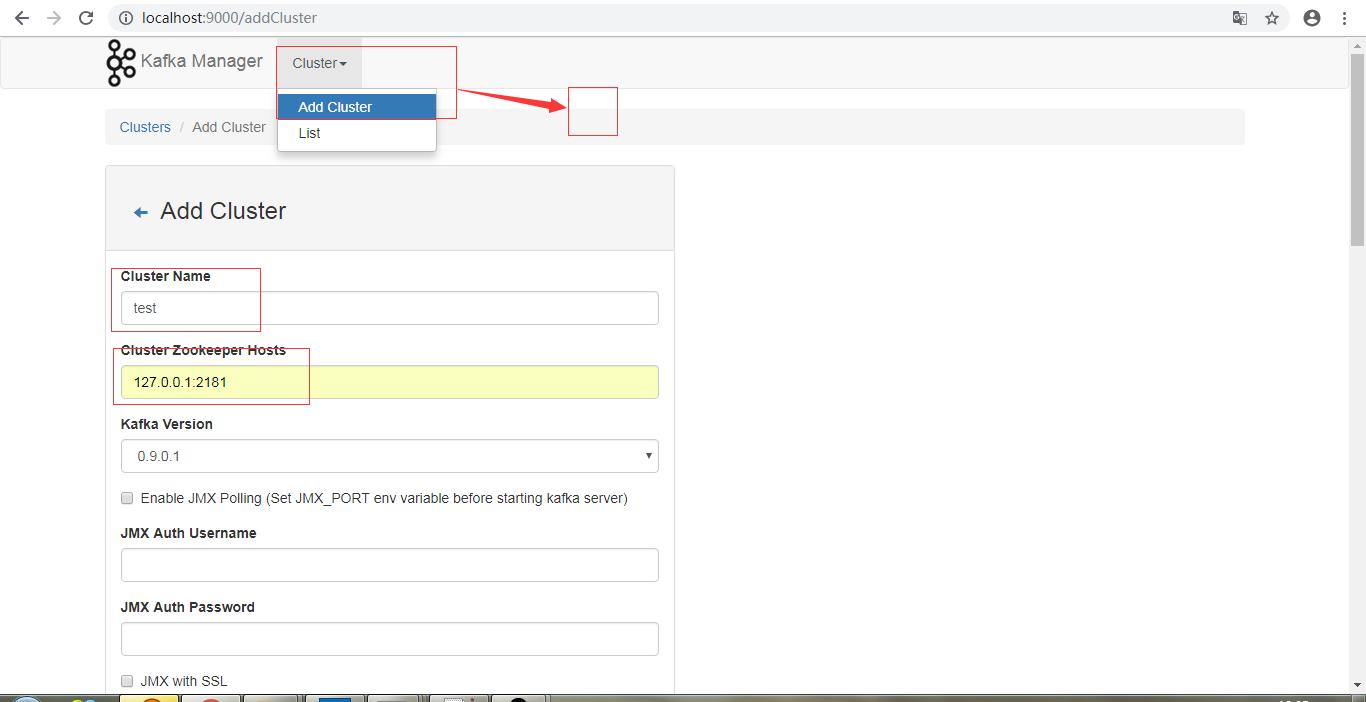 localhost:9000/addCluster
Kafka Manager
Cluster
Add Cluster
List
Clusters / Add Cluster
Add Cluster
Cluster Name
test
Cluster Zookeeper Hosts
127.0.0.1:2181
Kafka Version
0.9.0.1
Enable JMX Polling (Set JMX_PORT env variable before starting kafka server)
JMX Auth Username
JMX Auth Password
JMX with SSL